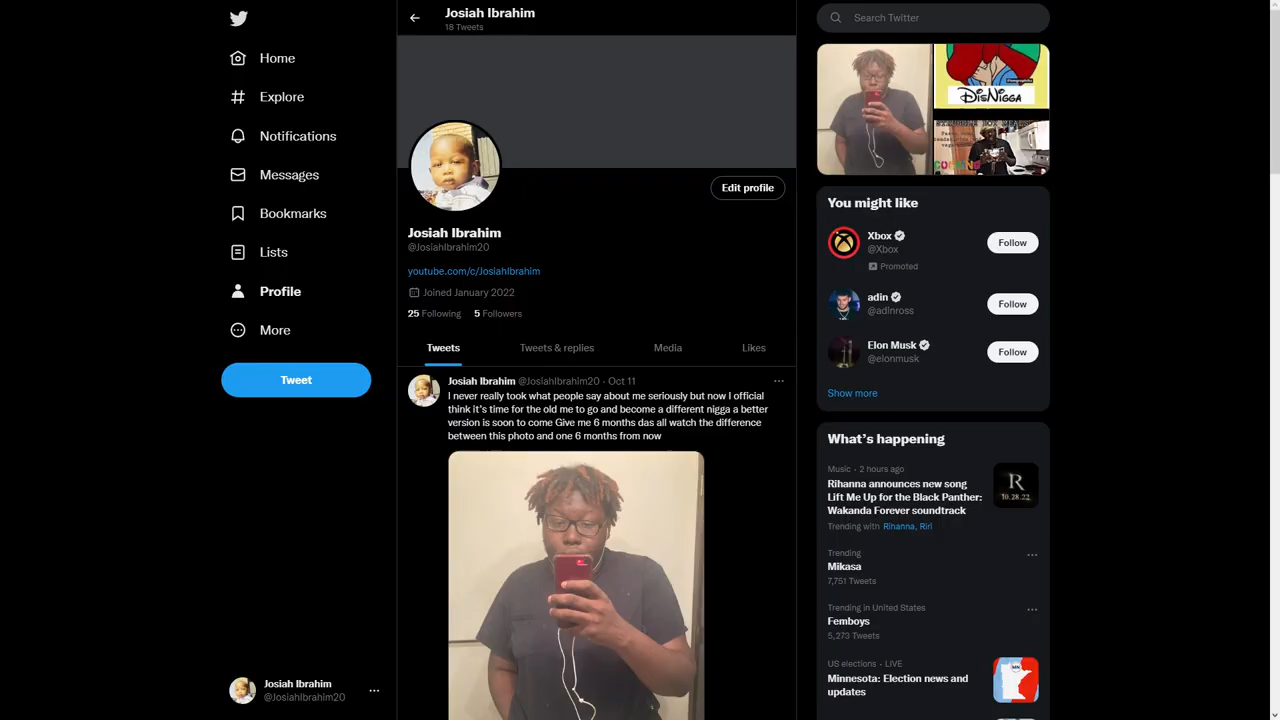 Home
Explore
Notifications
Messages
Bookmarks
Lists
Profile
More
Tweet
Josiah Ibrahim
@JosiahIbrahim20
Josiah Ibrahim
18 Tweets
Edit profile
Josiah Ibrahim
@JosiahIbrahim20
youtube.com/c/JosiahIbrahim
Joined January 2022
25 Following 5 Followers
Tweets Tweets & replies Media Likes
Josiah Ibrahim @JosiahIbrahim20 · Oct 11
I never really took what people say about me seriously but now I official
think it's time for the old me to go and become a different nigga a better
version is soon to come Give me 6 months das all watch the difference
between this photo and one 6 months from now
Search Twitter
DisNigga
COOKING
You might like
Xbox
@Xbox
Promoted
Follow
adin
@adinross
Follow
Elon Musk
@elonmusk
Follow
Show more
What's happening
Music · 2 hours ago
Rihanna announces new song
Lift Me Up for the Black Panther:
Wakanda Forever soundtrack
Trending with Rihanna, Riri
R
10.28.22
Trending
Mikasa
7,751 Tweets
Trending in United States
Femboys
5,273 Tweets
US elections · LIVE
Minnesota: Election news and
updates
MN